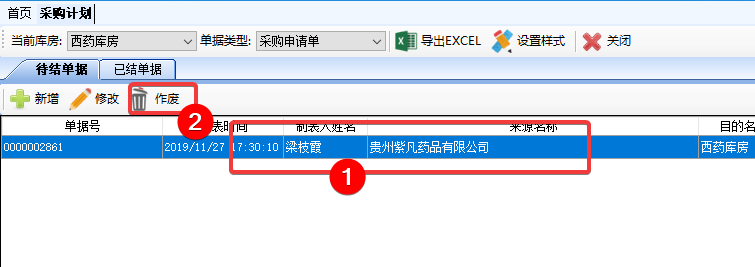 首页 采购计划
当前库房: 西药库房 单据类型: 采购申请单 导出EXCEL 设置样式 关闭
待结单据 已结单据
新增 修改 作废
2
单据号 表时间 制表人姓名 来源名称 目的名
0000002861 2019/11/27 17:30:10 梁枝霞 贵州紫凡药品有限公司 西药库房
1